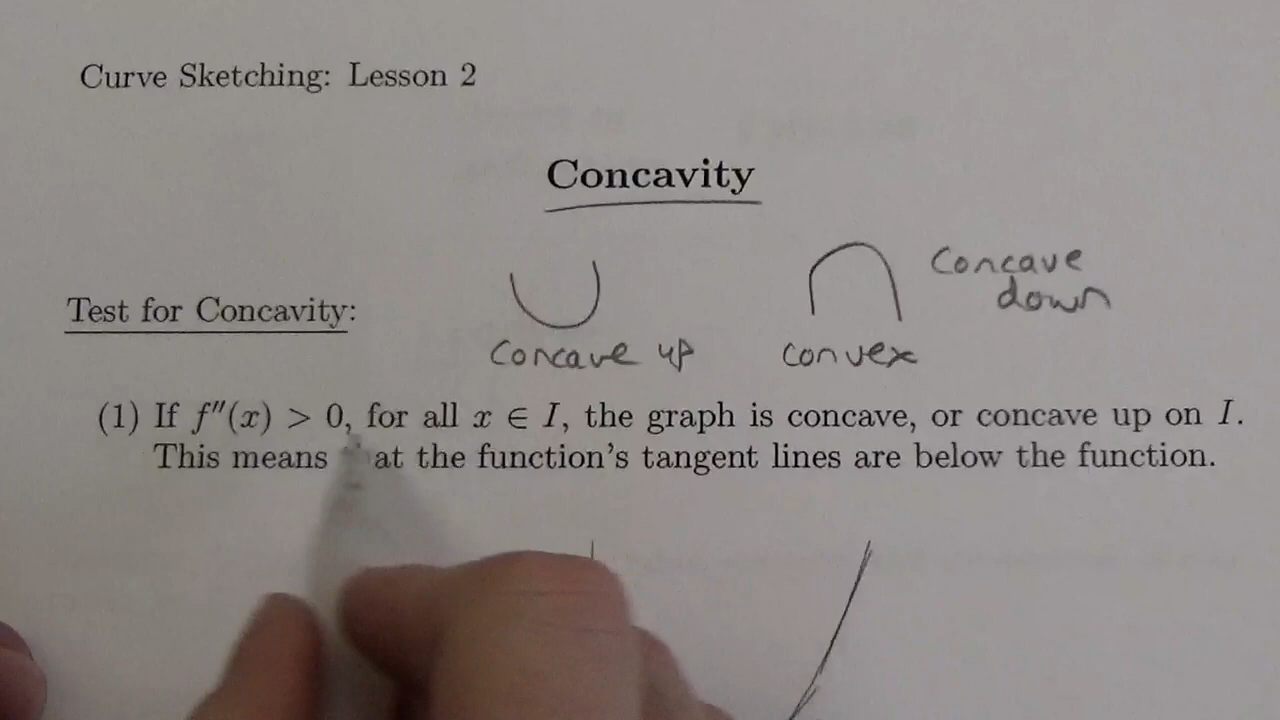 Curve Sketching: Lesson 2
Concavity
Concave
down
Test for Concavity:
Concave up
convex
(1) If f″(x) > 0, for all x ∈ I, the graph is concave, or concave up on I.
This means at the function's tangent lines are below the function.